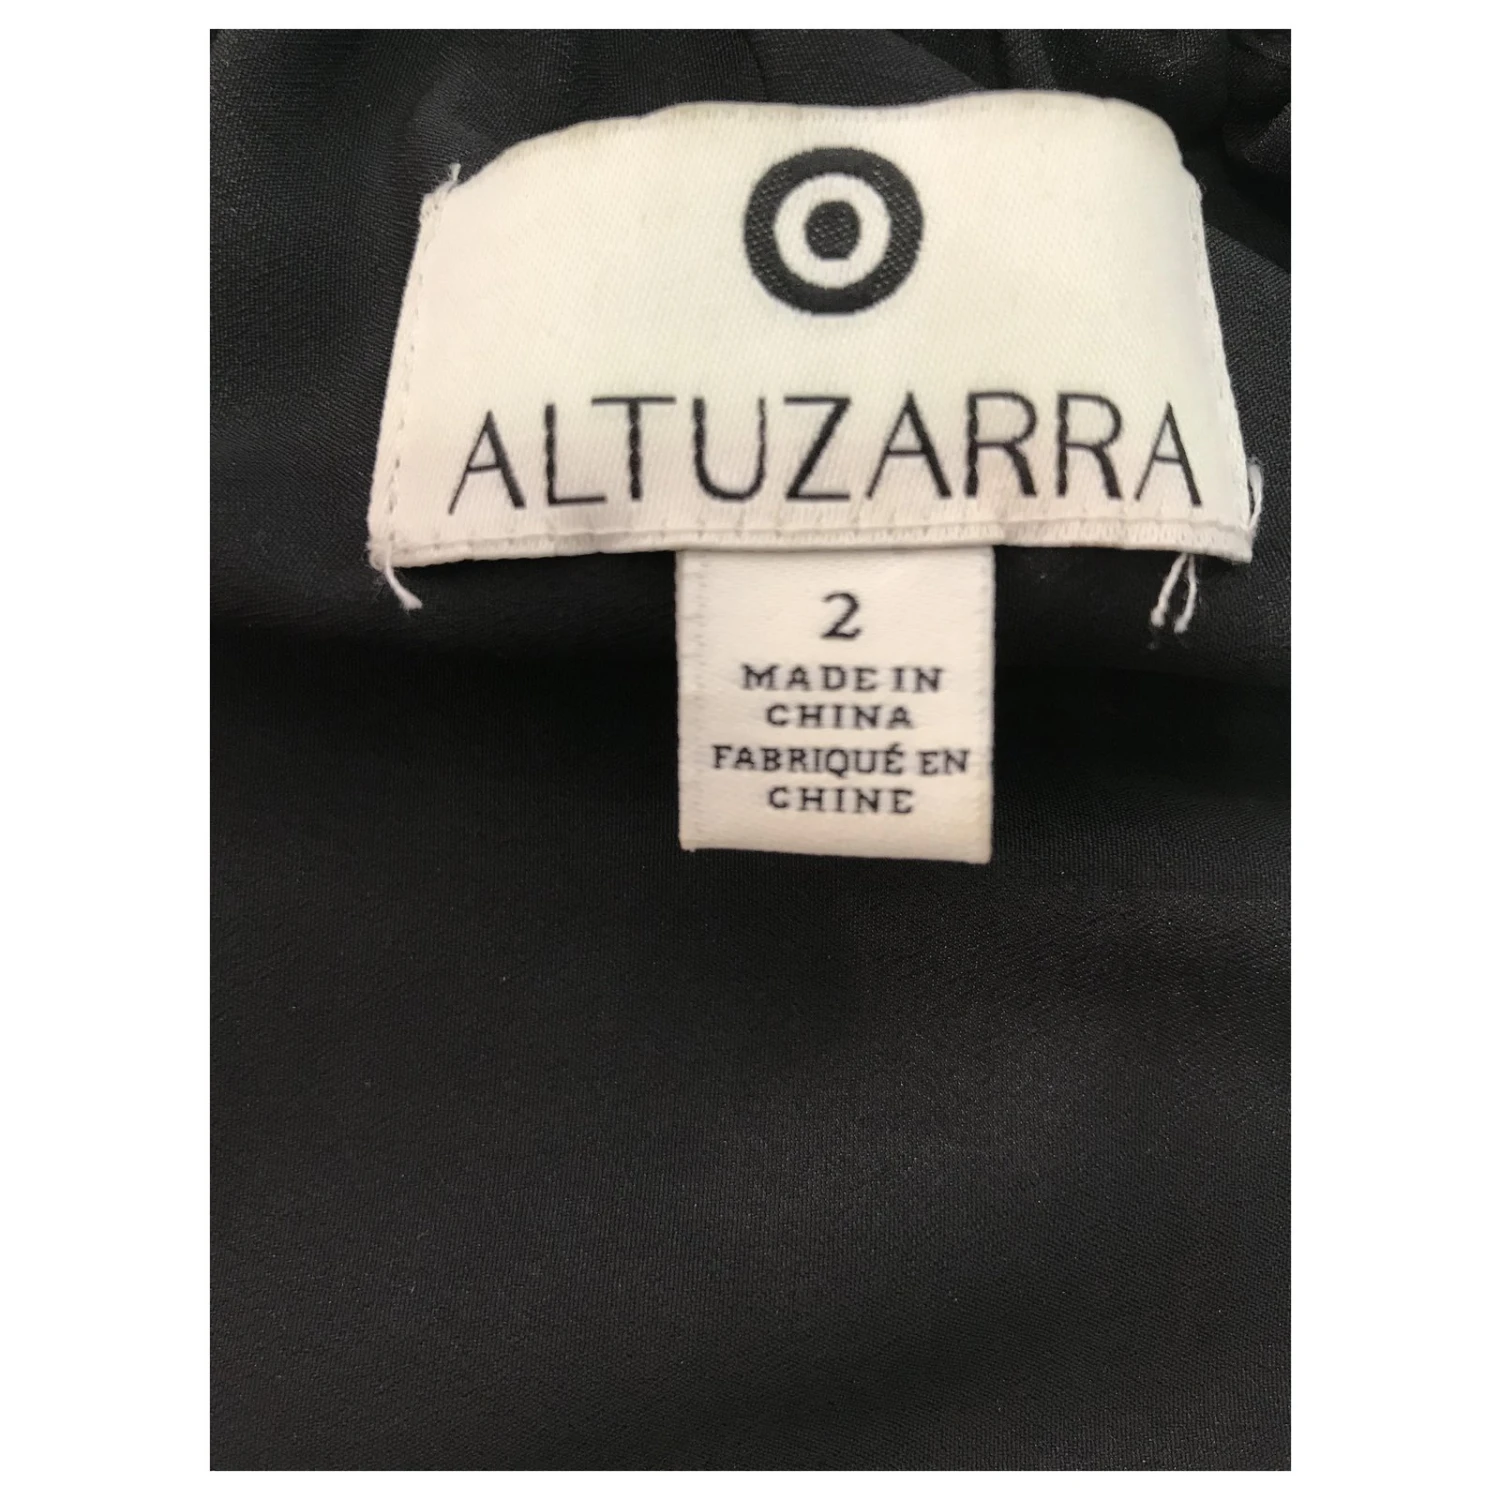 ALTUZARRA
2
MADE IN
CHINA
FABRIQUÉ EN
CHINE